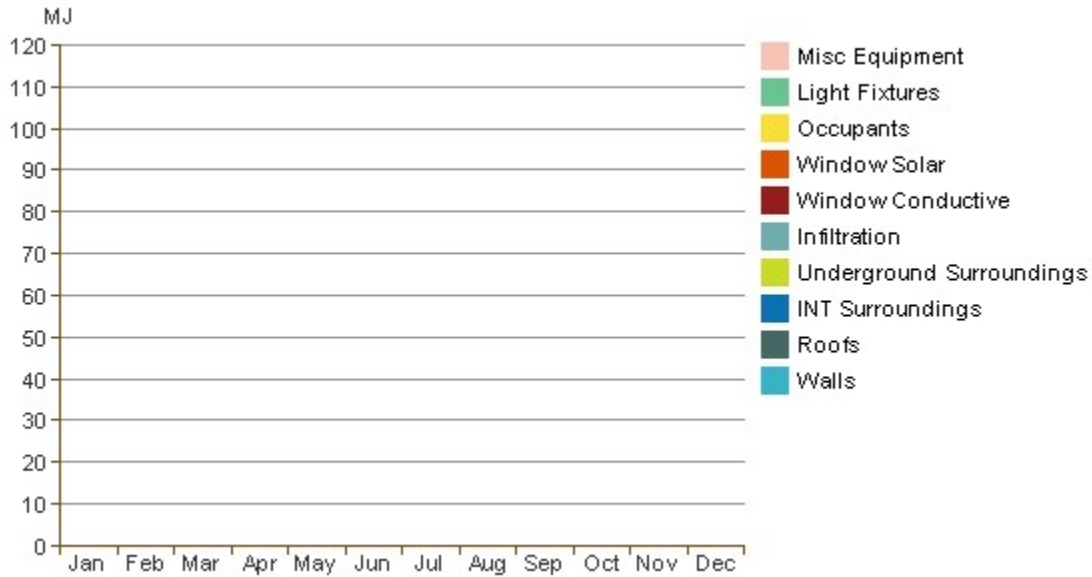 MJ
120
110
100
90
80
70
60
50
40
30
20
10
0
Jan Feb Mar Apr May Jun Jul Aug Sep Oct Nov Dec
Misc Equipment
Light Fixtures
Occupants
Window Solar
Window Conductive
Infiltration
Underground Surroundings
INT Surroundings
Roofs
Walls